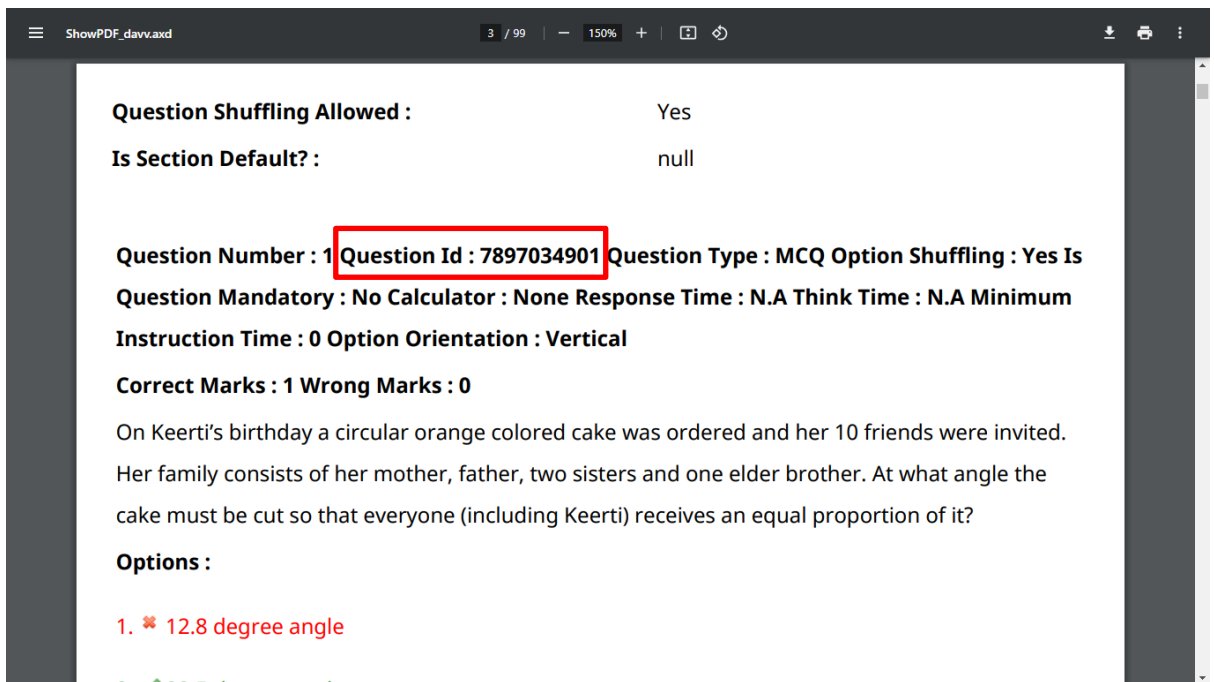 ShowPDF_davv.axd 3 / 99 150%
Question Shuffling Allowed : Yes
Is Section Default? : null
Question Number : 1 Question Id : 7897034901 Question Type : MCQ Option Shuffling : Yes Is
Question Mandatory : No Calculator : None Response Time : N.A Think Time : N.A Minimum
Instruction Time : 0 Option Orientation : Vertical
Correct Marks : 1 Wrong Marks : 0
On Keerti’s birthday a circular orange colored cake was ordered and her 10 friends were invited.
Her family consists of her mother, father, two sisters and one elder brother. At what angle the
cake must be cut so that everyone (including Keerti) receives an equal proportion of it?
Options :
1. 12.8 degree angle